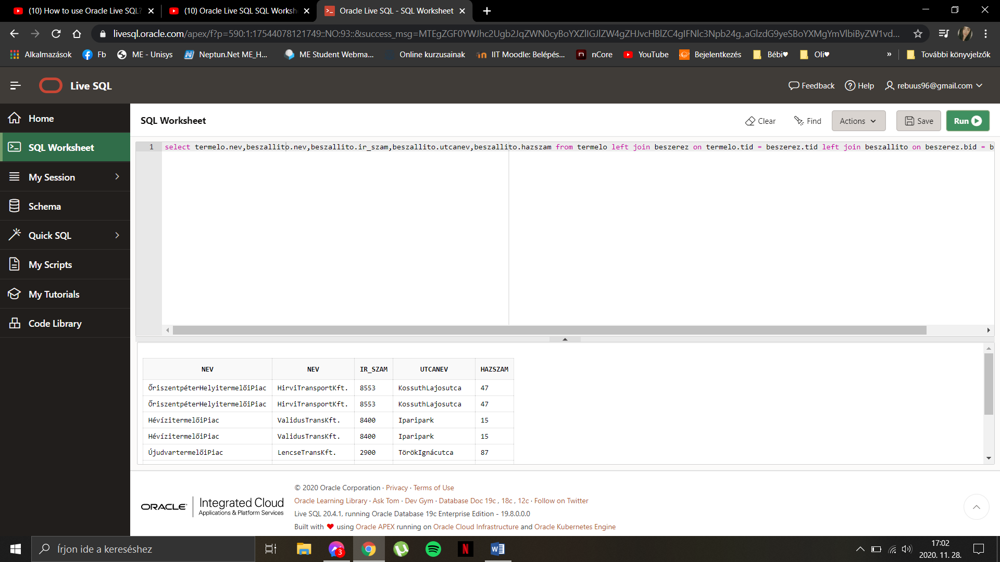 (10) How to use Oracle Live SQL?
(10) Oracle Live SQL SQL Worksh
Oracle Live SQL - SQL Worksheet
livesql.oracle.com/apex/f?p=590:1:17544078121749::NO:93::&success_msg=MTEgZGF0YWJhc2Ugb2JqZWN0cyBoYXZlIGJlZW4gZHJvcHBlZC4gIFNlc3Npb24g.,aGlzdG9yeSBoYXMgYmVlbiByZW1vd...
Alkalmazások
Fb
ME - Unisys
Neptun.Net ME_H...
ME Student Webma...
Online kurzusainak
IIT Moodle: Belépés...
nCore
YouTube
Bejelentkezés
Bébi♥
Oli♥
»
További könyvjelzők
Live SQL
Feedback
Help
rebuus96@gmail.com
Home
SQL Worksheet
My Session
Schema
Quick SQL
My Scripts
My Tutorials
Code Library
SQL Worksheet
Clear
Find
Actions
Save
Run
1 select termelo.nev,beszallito.nev,beszallito.ir_szam,beszallito.utcanev,beszallito.hazszam from termelo left join beszerez on termelo.tid = beszerez.tid left join beszallito on beszerez.bid = b
NEV NEV IR_SZAM UTCANEV HAZSZAM
ŐriszentpéterHelyitermelőiPiac HirviTransportKft. 8553 KossuthLajosutca 47
ŐriszentpéterHelyitermelőiPiac HirviTransportKft. 8553 KossuthLajosutca 47
HévízitermelőiPiac ValidusTransKft. 8400 Iparipark 15
HévízitermelőiPiac ValidusTransKft. 8400 Iparipark 15
ÚjudvartermelőiPiac LencseTransKft. 2900 TörökIgnácutca 87
© 2020 Oracle Corporation · Privacy · Terms of Use
Oracle Learning Library · Ask Tom · Dev Gym · Database Doc 19c , 18c , 12c · Follow on Twitter
Live SQL 20.4.1, running Oracle Database 19c Enterprise Edition - 19.8.0.0.0
Built with ♥ using Oracle APEX running on Oracle Cloud Infrastructure and Oracle Kubernetes Engine
ORACLE
Integrated Cloud
Applications & Platform Services
Írjon ide a kereséshez
3
N
W
17:02
2020. 11. 28.